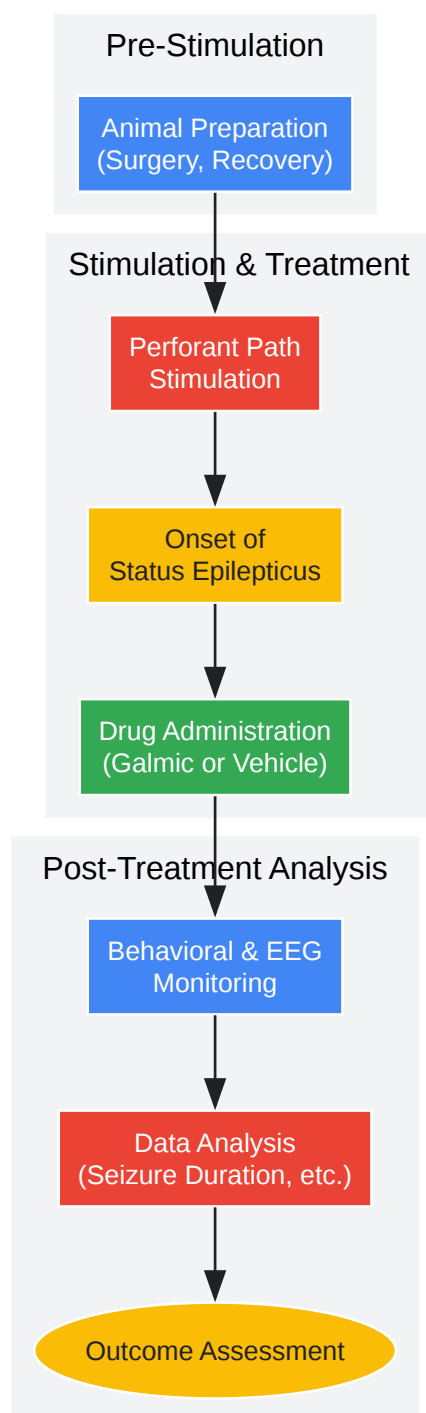 Pre-Stimulation
Animal Preparation
(Surgery, Recovery)
Stimulation & Treatment
Perforant Path
Stimulation
Onset of
Status Epilepticus
Drug Administration
(Galmic or Vehicle)
Post-Treatment Analysis
Behavioral & EEG
Monitoring
Data Analysis
(Seizure Duration, etc.)
Outcome Assessment